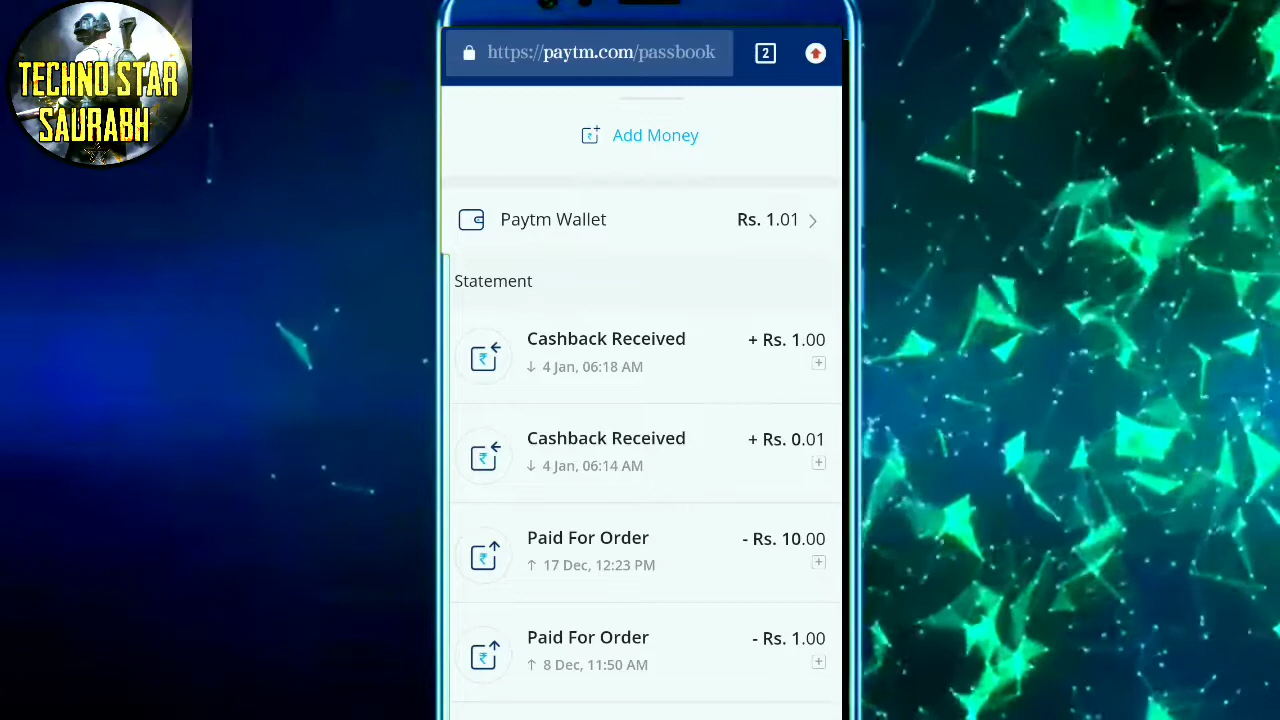 TECHNO STAR
SAURABH
https://paytm.com/passbook
2
Add Money
Paytm Wallet Rs. 1.01
Statement
Cashback Received + Rs. 1.00
↓ 4 Jan, 06:18 AM
Cashback Received + Rs. 0.01
↓ 4 Jan, 06:14 AM
Paid For Order - Rs. 10.00
↑ 17 Dec, 12:23 PM
Paid For Order - Rs. 1.00
↑ 8 Dec, 11:50 AM